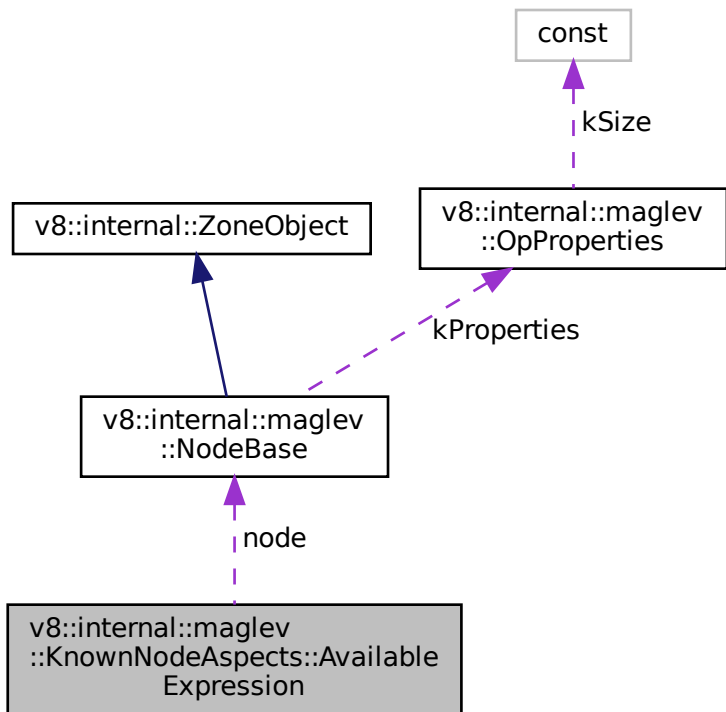 const
kSize
v8::internal::ZoneObject
v8::internal::maglev
::OpProperties
kProperties
v8::internal::maglev
::NodeBase
node
v8::internal::maglev
::KnownNodeAspects::Available
Expression